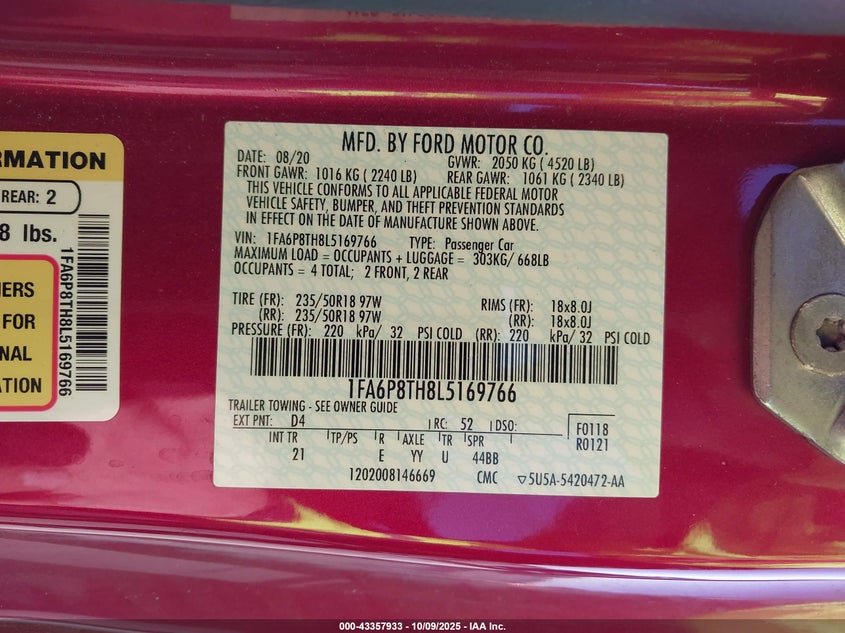 RMATION
REAR: 2
8 lbs.
1FA6P8TH8L5169766
ERS
FOR
NAL
ATION
MFD. BY FORD MOTOR CO.
DATE: 08/20 GVWR: 2050 KG ( 4520 LB)
FRONT GAWR: 1016 KG ( 2240 LB) REAR GAWR: 1061 KG ( 2340 LB)
THIS VEHICLE CONFORMS TO ALL APPLICABLE FEDERAL MOTOR
VEHICLE SAFETY, BUMPER, AND THEFT PREVENTION STANDARDS
IN EFFECT ON THE DATE OF MANUFACTURE SHOWN ABOVE.
VIN: 1FA6P8TH8L5169766 TYPE: Passenger Car
MAXIMUM LOAD = OCCUPANTS + LUGGAGE = 303KG/ 668LB
OCCUPANTS = 4 TOTAL; 2 FRONT, 2 REAR
TIRE (FR): 235/50R18 97W RIMS (FR): 18x8.0J
(RR): 235/50R18 97W (RR): 18x8.0J
PRESSURE (FR): 220 kPa/ 32 PSI COLD (RR): 220 kPa/ 32 PSI COLD
1FA6P8TH8L5169766
TRAILER TOWING - SEE OWNER GUIDE
EXT PNT: D4 RC: 52 DSO: F0118
R0121
INT TR TP/PS R AXLE TR SPR
21 E YY U 44BB
1202008146669 CMC ▽5U5A-5420472-AA
000-43357933 - 10/09/2025 - IAA Inc.